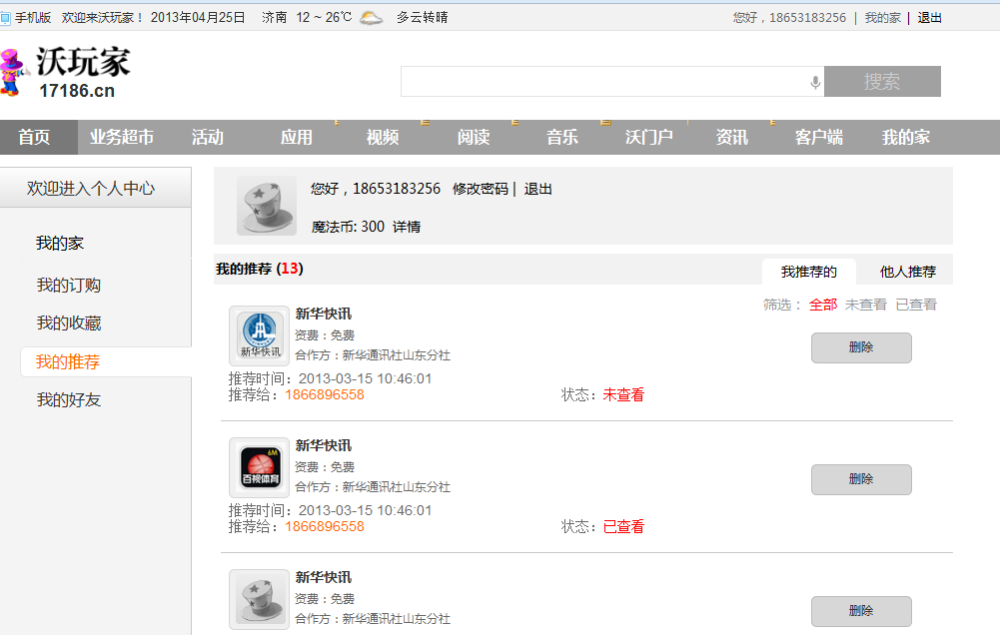 手机版 欢迎来沃玩家！ 2013年04月25日 济南 12 ~ 26℃ 多云转晴 您好，18653183256 | 我的家 | 退出
沃玩家
17186.cn
搜索
首页 业务超市 活动 应用 视频 阅读 音乐 沃门户 资讯 客户端 我的家
欢迎进入个人中心
我的家
我的订购
我的收藏
我的推荐
我的好友
您好，18653183256 修改密码 | 退出
魔法币: 300 详情
我的推荐 (13) 我推荐的 他人推荐
筛选： 全部 未查看 已查看
新华快讯
新华快讯
资费：免费
合作方：新华通讯社山东分社
删除
推荐时间：2013-03-15 10:46:01
推荐给：1866896558 状态：未查看
6M
百视体育
新华快讯
资费：免费
合作方：新华通讯社山东分社
删除
推荐时间：2013-03-15 10:46:01
推荐给：1866896558 状态：已查看
新华快讯
资费：免费
合作方：新华通讯社山东分社
删除